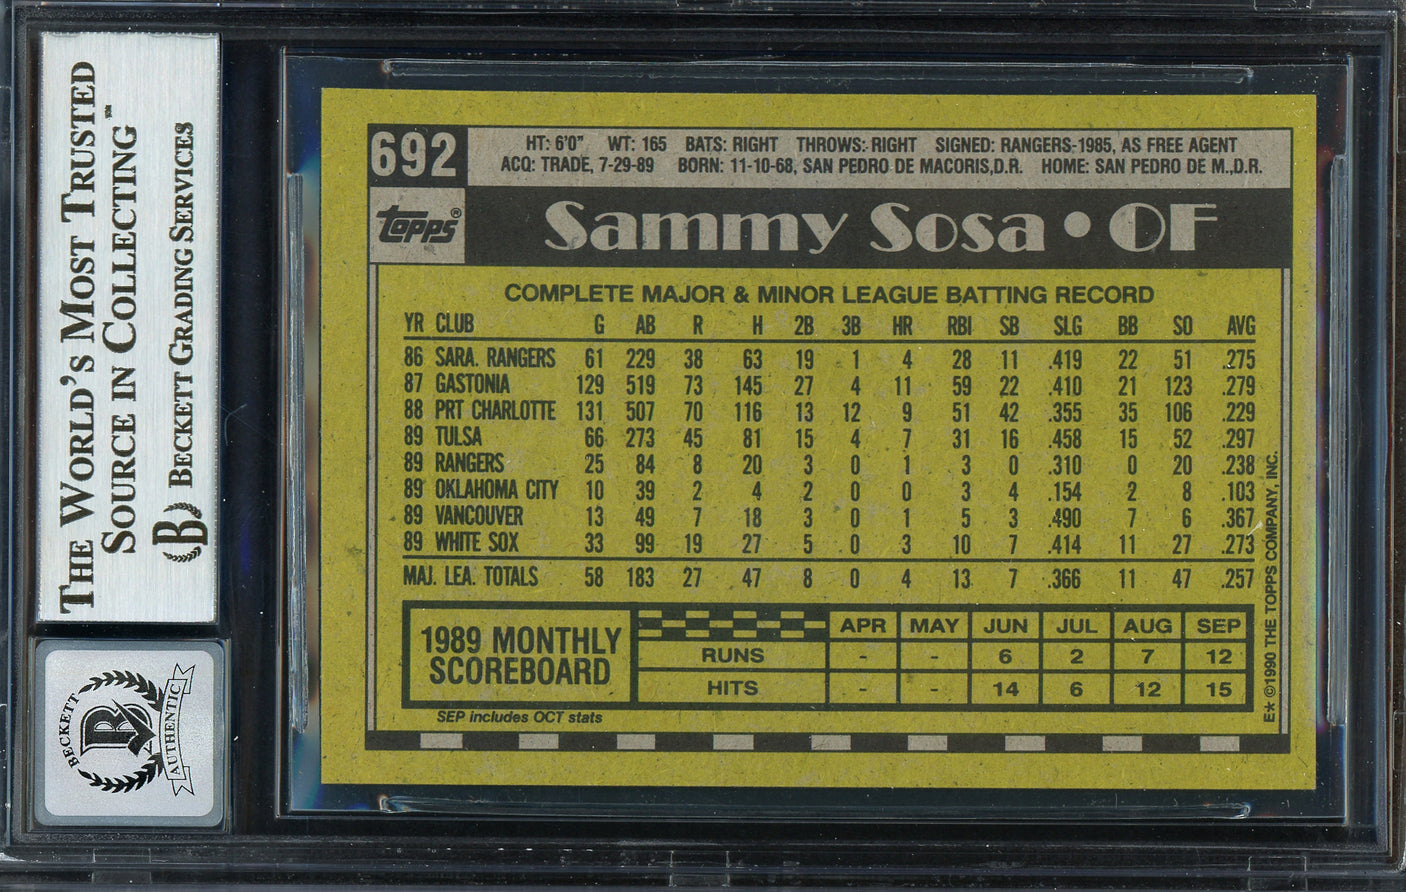 THE WORLD'S MOST TRUSTED
SOURCE IN COLLECTING™
BECKETT GRADING SERVICES
B
BECKETT
B
AUTHENTIC
692
HT: 6'0" WT: 165 BATS: RIGHT THROWS: RIGHT SIGNED: RANGERS-1985, AS FREE AGENT
ACQ: TRADE, 7-29-89 BORN: 11-10-68, SAN PEDRO DE MACORIS,D.R. HOME: SAN PEDRO DE M.,D.R.
topps®
Sammy Sosa • OF
COMPLETE MAJOR & MINOR LEAGUE BATTING RECORD
YR CLUB G AB R H 2B 3B HR RBI SB SLG BB SO AVG
86 SARA. RANGERS 61 229 38 63 19 1 4 28 11 .419 22 51 .275
87 GASTONIA 129 519 73 145 27 4 11 59 22 .410 21 123 .279
88 PRT CHARLOTTE 131 507 70 116 13 12 9 51 42 .355 35 106 .229
89 TULSA 66 273 45 81 15 4 7 31 16 .458 15 52 .297
89 RANGERS 25 84 8 20 3 0 1 3 0 .310 0 20 .238
89 OKLAHOMA CITY 10 39 2 4 2 0 0 3 4 .154 2 8 .103
89 VANCOUVER 13 49 7 18 3 0 1 5 3 .490 7 6 .367
89 WHITE SOX 33 99 19 27 5 0 3 10 7 .414 11 27 .273
MAJ. LEA. TOTALS 58 183 27 47 8 0 4 13 7 .366 11 47 .257
1989 MONTHLY
SCOREBOARD
APR MAY JUN JUL AUG SEP
RUNS - - 6 2 7 12
HITS - - 14 6 12 15
SEP includes OCT stats
E* ©1990 THE TOPPS COMPANY, INC.